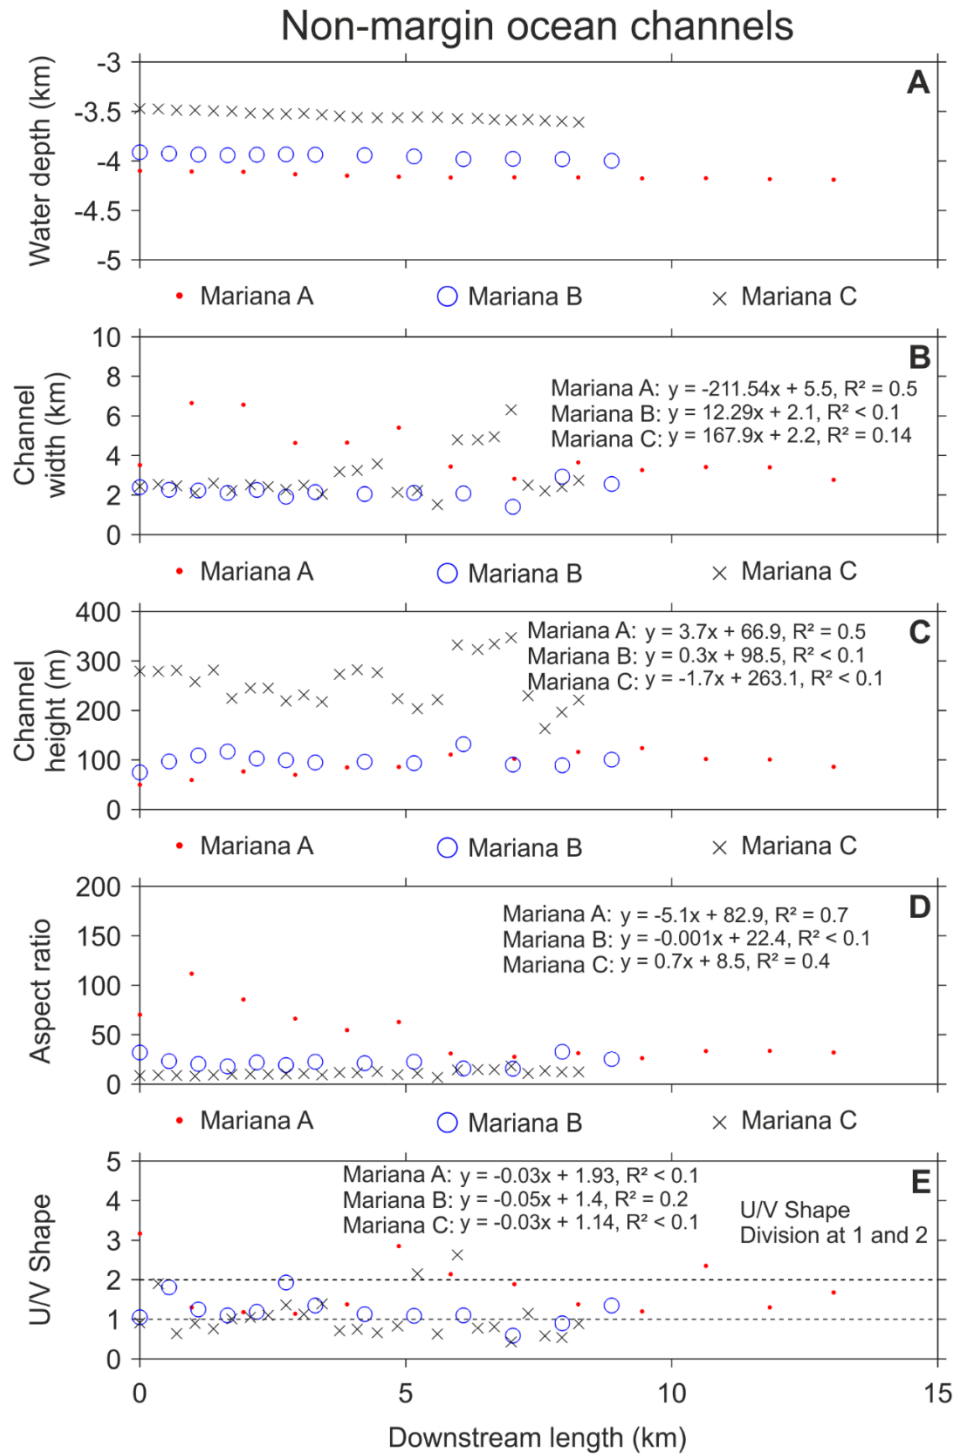 Non-margin ocean channels
A
Water depth (km)
-3
-3.5
-4
-4.5
-5
Mariana A Mariana B Mariana C
B
Channel
width (km)
10
8
6
4
2
0
Mariana A: y = -211.54x + 5.5, R² = 0.5
Mariana B: y = 12.29x + 2.1, R² < 0.1
Mariana C: y = 167.9x + 2.2, R² = 0.14
Mariana A Mariana B Mariana C
C
Channel
height (m)
400
300
200
100
0
Mariana A: y = 3.7x + 66.9, R² = 0.5
Mariana B: y = 0.3x + 98.5, R² < 0.1
Mariana C: y = -1.7x + 263.1, R² < 0.1
Mariana A Mariana B Mariana C
D
Aspect ratio
200
150
100
50
0
Mariana A: y = -5.1x + 82.9, R² = 0.7
Mariana B: y = -0.001x + 22.4, R² < 0.1
Mariana C: y = 0.7x + 8.5, R² = 0.4
Mariana A Mariana B Mariana C
E
U/V Shape
5
4
3
2
1
0
Mariana A: y = -0.03x + 1.93, R² < 0.1
Mariana B: y = -0.05x + 1.4, R² = 0.2
Mariana C: y = -0.03x + 1.14, R² < 0.1
U/V Shape
Division at 1 and 2
0 5 10 15
Downstream length (km)